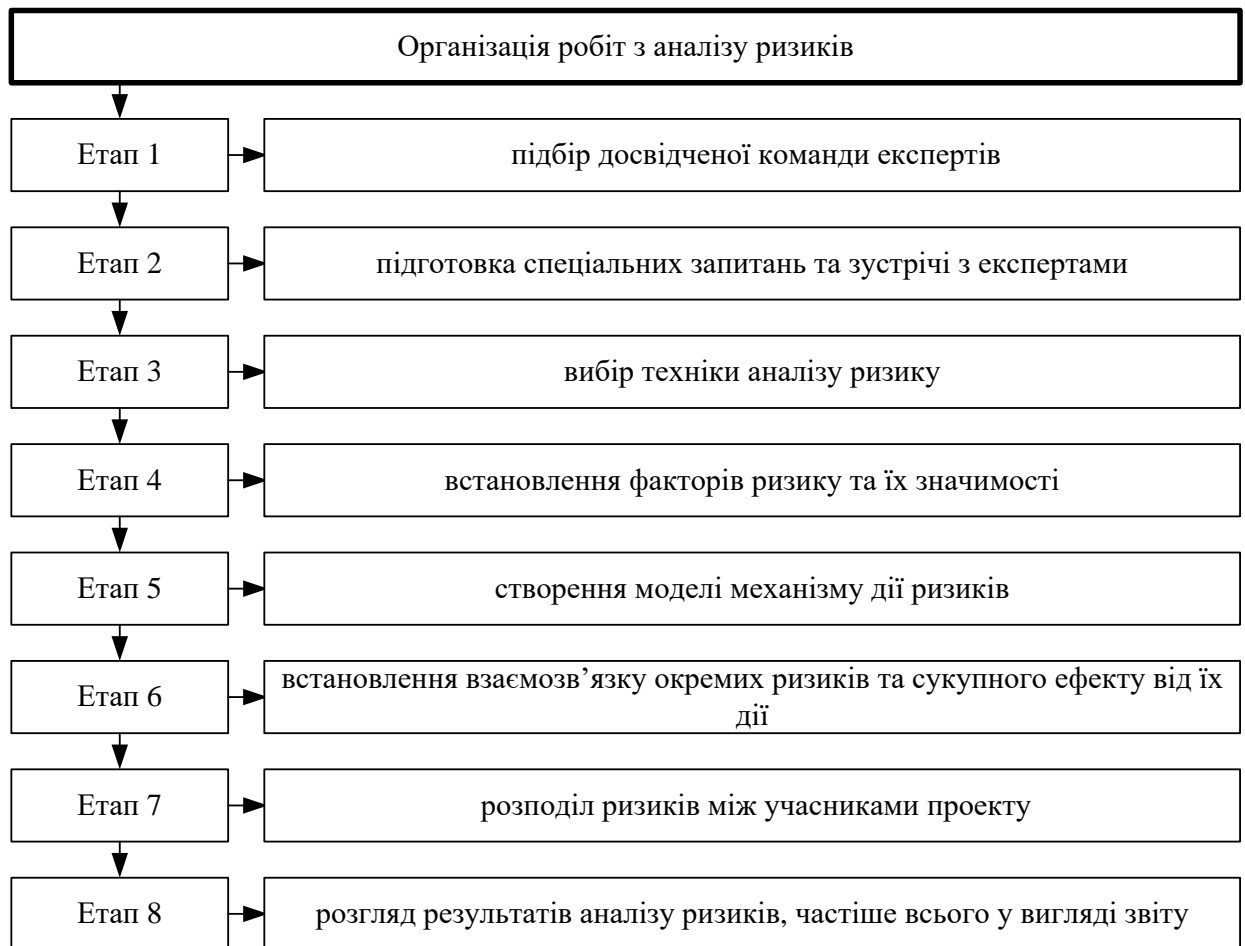 Організація робіт з аналізу ризиків
Етап 1
підбір досвідченої команди експертів
Етап 2
підготовка спеціальних запитань та зустрічі з експертами
Етап 3
вибір техніки аналізу ризику
Етап 4
встановлення факторів ризику та їх значимості
Етап 5
створення моделі механізму дії ризиків
Етап 6
встановлення взаємозв’язку окремих ризиків та сукупного ефекту від їх
дії
Етап 7
розподіл ризиків між учасниками проекту
Етап 8
розгляд результатів аналізу ризиків, частіше всього у вигляді звіту